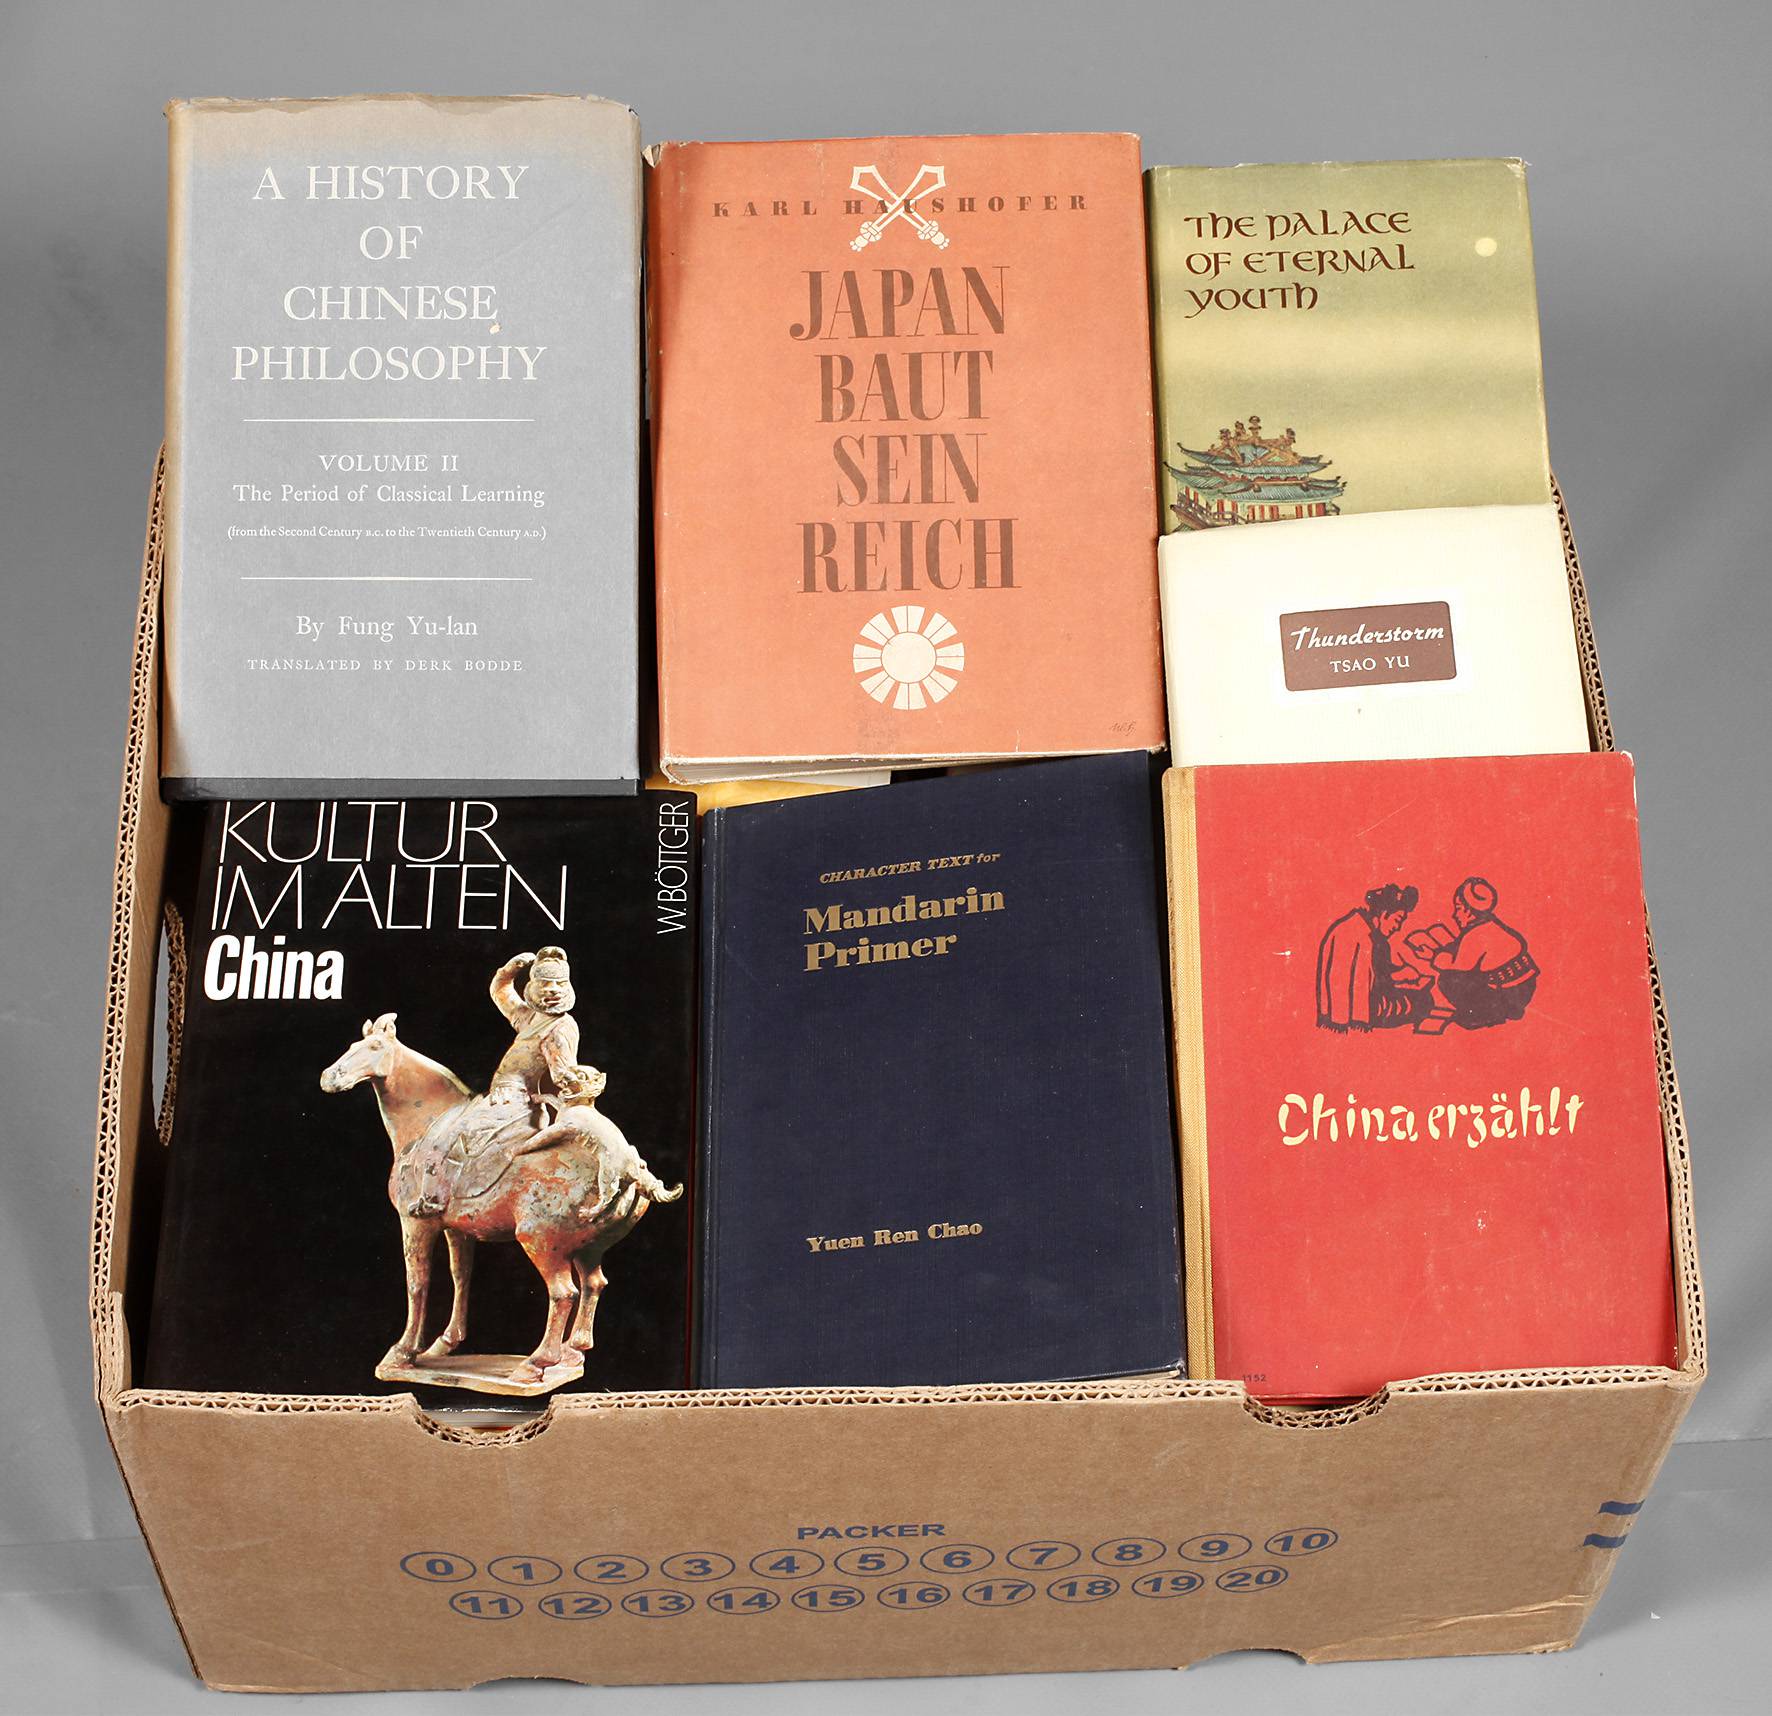 A HISTORY
OF
CHINESE
PHILOSOPHY
VOLUME II
The Period of Classical Learning
(from the Second Century B.C. to the Twentieth Century A.D.)
By Fung Yu-lan
TRANSLATED BY DERK BODDE
KARL HAUSHOFER
JAPAN
BAUT
SEIN
REICH
THE PALACE
OF ETERNAL
YOUTH
Thunderstorm
TSAO YU
KULTUR
IM ALTEN
China
W. BÖTTGER
CHARACTER TEXT for
Mandarin
Primer
Yuen Ren Chao
China erzählt
1152
PACKER
0 1 2 3 4 5 6 7 8 9 10
11 12 13 14 15 16 17 18 19 20